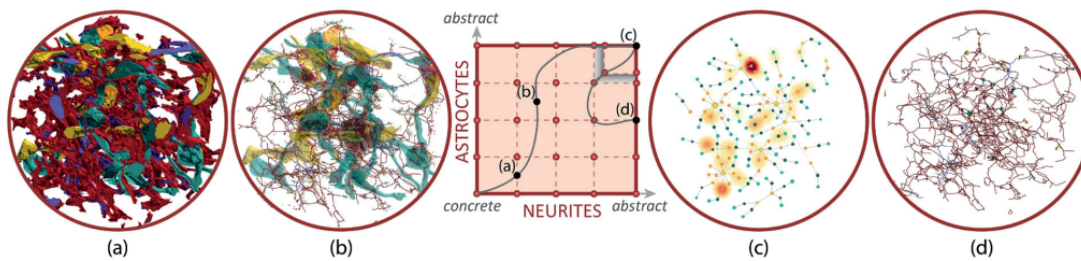 abstract
(c)
ASTROCYTES
(b)
(d)
(a)
concrete
NEURITES
abstract
(a)
(b)
(c)
(d)